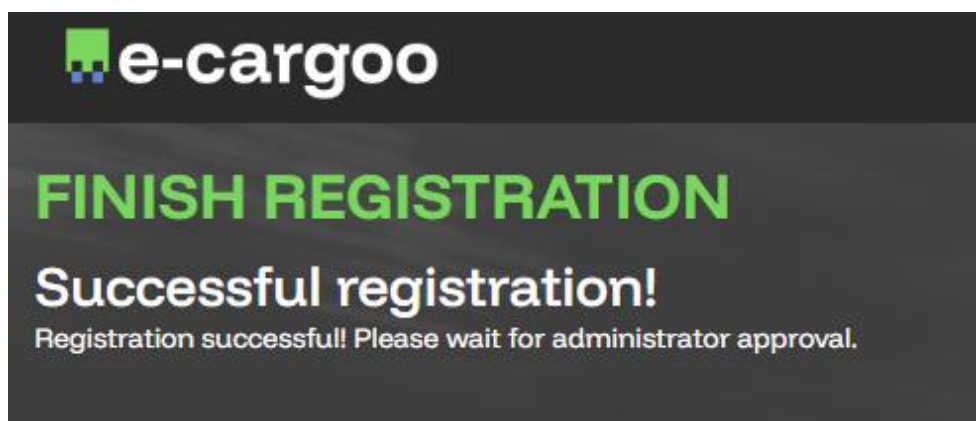 e-cargoo
FINISH REGISTRATION
Successful registration!
Registration successful! Please wait for administrator approval.